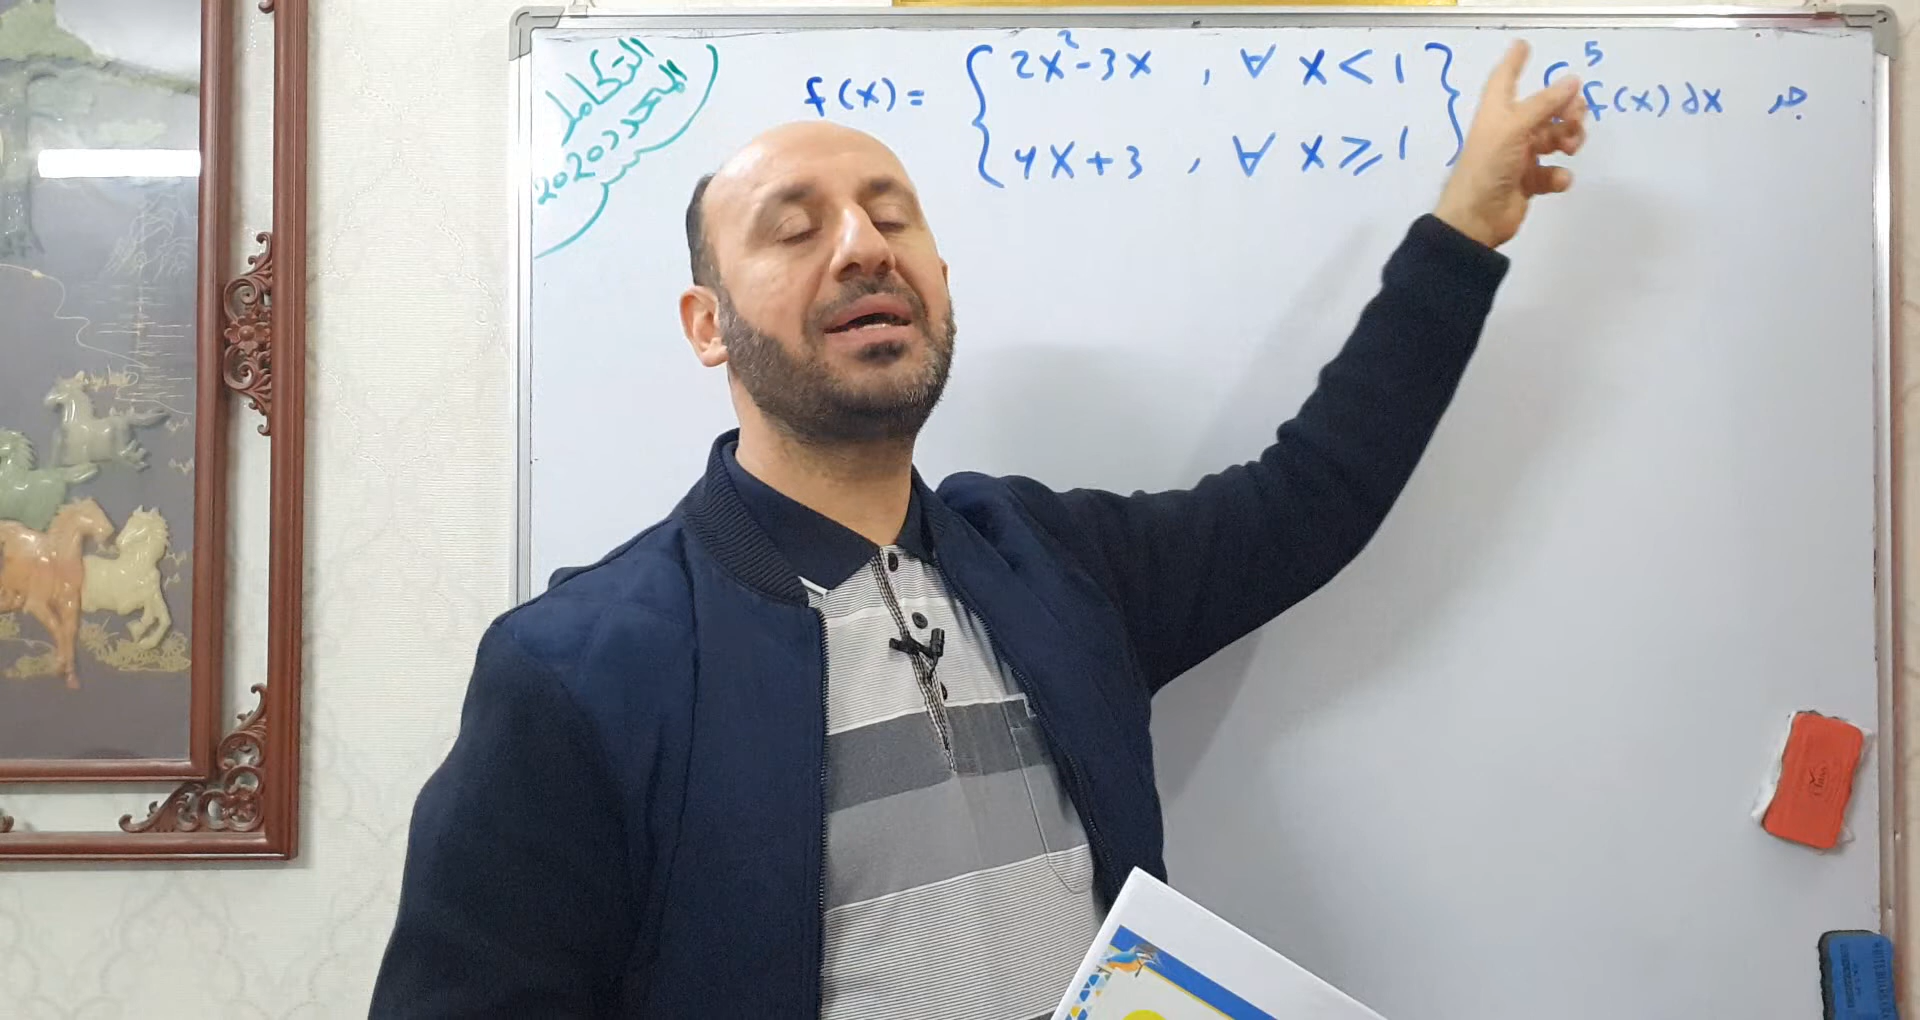 التكامل
المحدد 2020
f(x) = { 2x²-3x , ∀ x < 1
4x+3 , ∀ x ≥ 1 }
∫ ⁵ f(x) dx جد